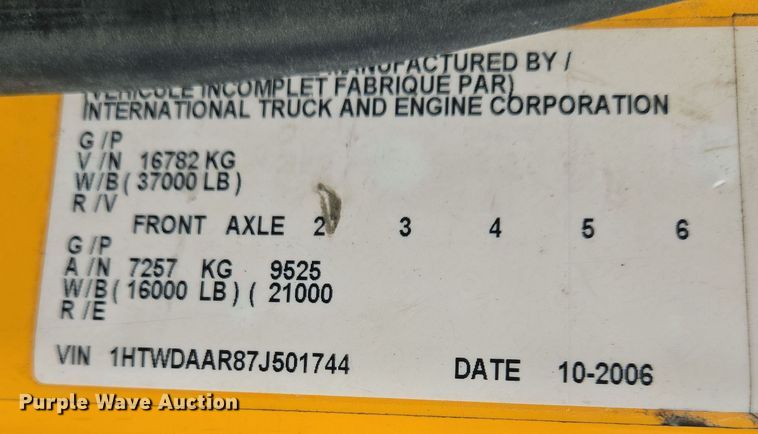 MANUFACTURED BY /
(VEHICULE INCOMPLET FABRIQUE PAR)
INTERNATIONAL TRUCK AND ENGINE CORPORATION
G /P
V /N 16782 KG
W/B ( 37000 LB )
R /V
FRONT AXLE 2 3 4 5 6
G /P
A /N 7257 KG 9525
W/B ( 16000 LB ) ( 21000
R /E
VIN 1HTWDAAR87J501744 DATE 10-2006
Purple Wave Auction